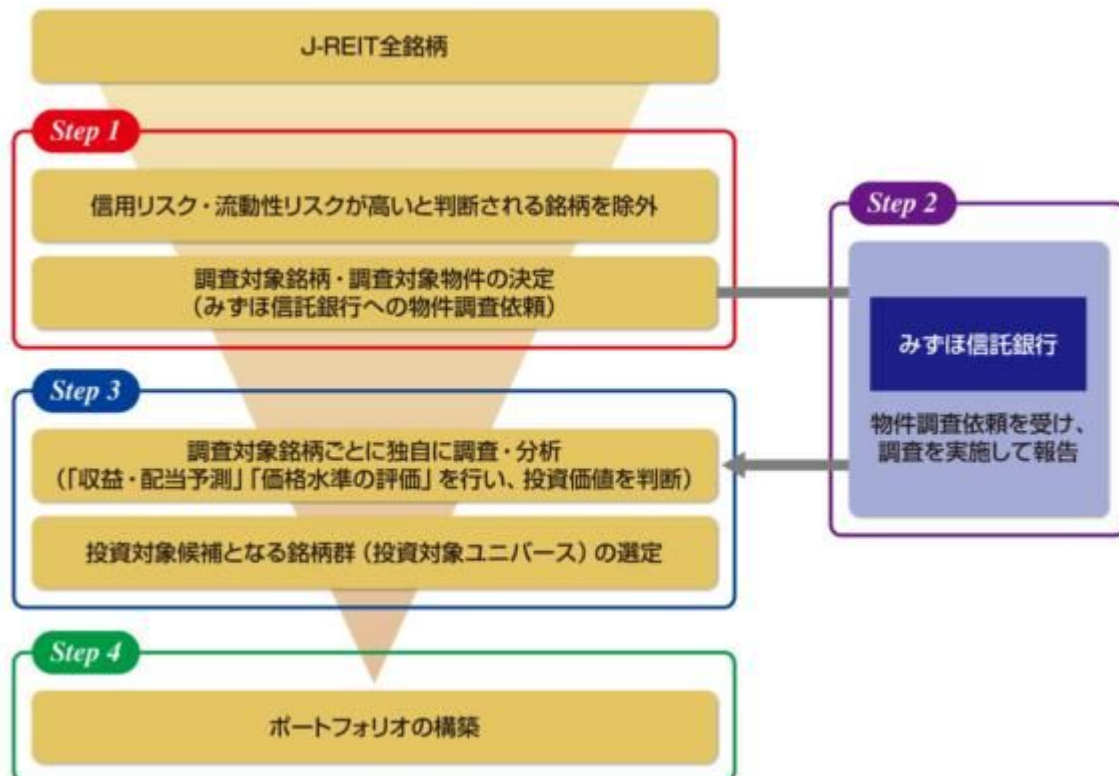 J-REIT全銘柄
Step 1
信用リスク・流動性リスクが高いと判断される銘柄を除外
調査対象銘柄・調査対象物件の決定
（みずほ信託銀行への物件調査依頼）
Step 2
みずほ信託銀行
物件調査依頼を受け、
調査を実施して報告
Step 3
調査対象銘柄ごとに独自に調査・分析
（｢収益・配当予測｣｢価格水準の評価｣を行い、投資価値を判断）
投資対象候補となる銘柄群（投資対象ユニバース）の選定
Step 4
ポートフォリオの構築